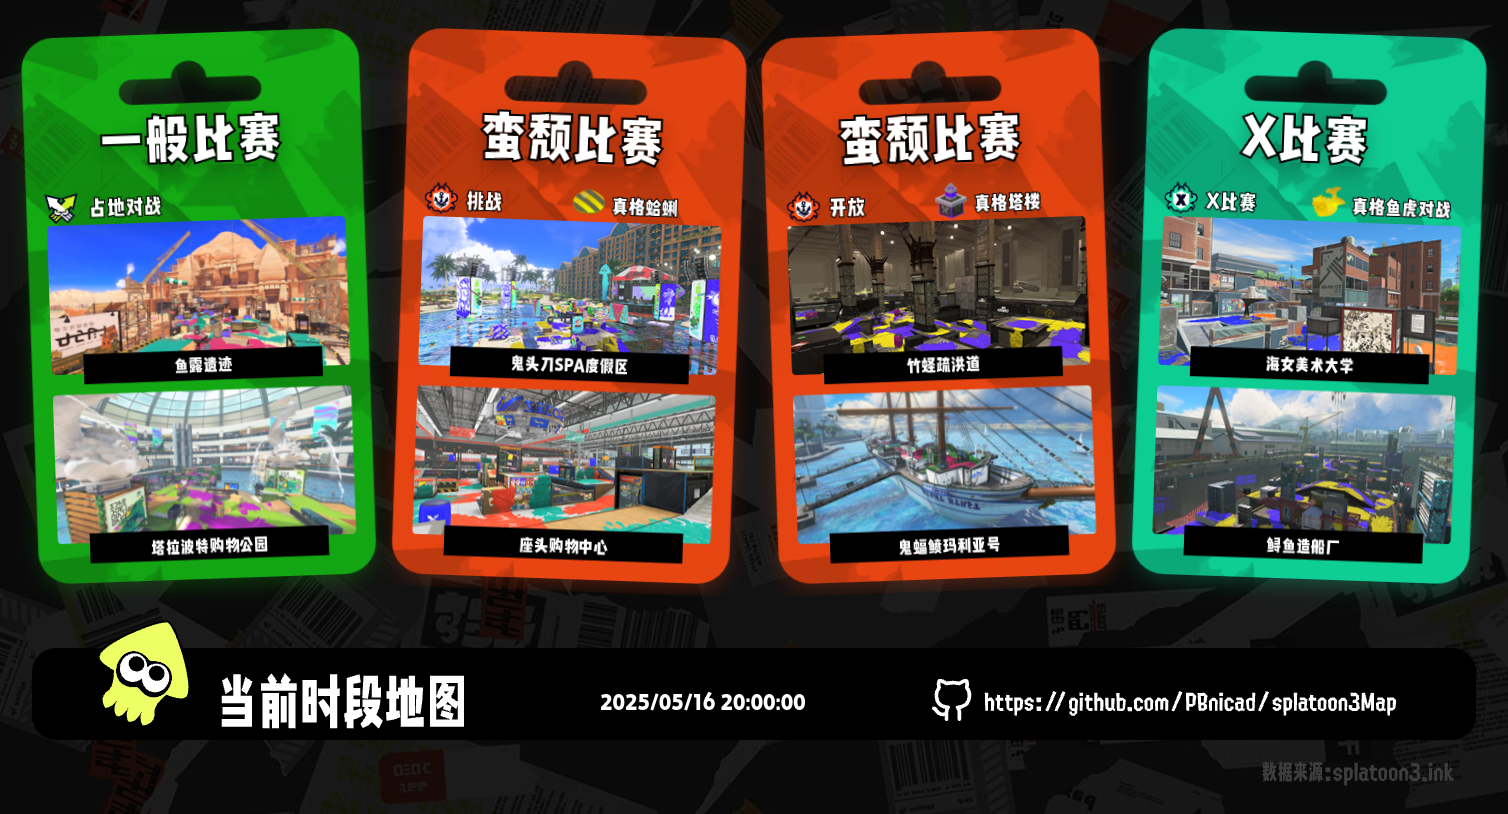 一般比赛
占地对战
鱼露遗迹
塔拉波特购物公园
蛮颓比赛
挑战
真格蛤蜊
鬼头刀SPA度假区
座头购物中心
蛮颓比赛
开放
真格塔楼
竹蛏疏洪道
鬼蝠鲼玛利亚号
X比赛
X比赛
真格鱼虎对战
海女美术大学
鲟鱼造船厂
当前时段地图
2025/05/16 20:00:00
https://github.com/PBnicad/splatoon3Map
数据来源:splatoon3.ink